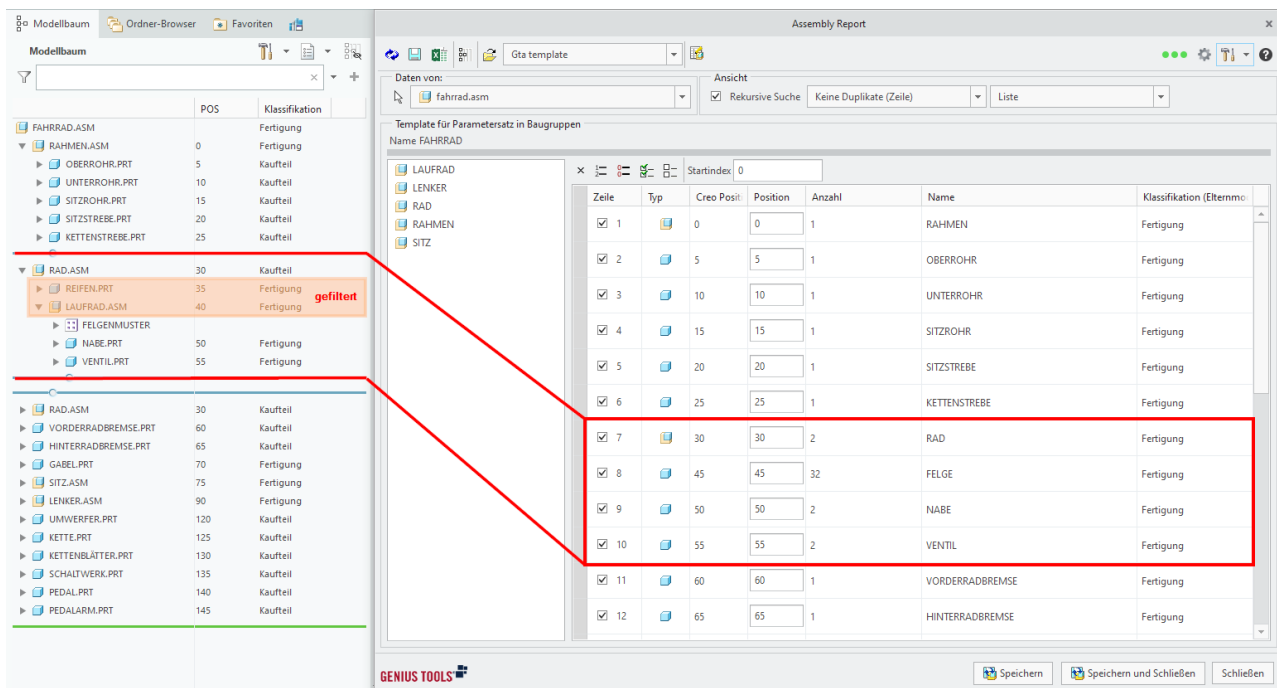 Modellbaum Ordner-Browser Favoriten
Modellbaum
POS Klassifikation
FAHRRAD.ASM Fertigung
RAHMEN.ASM 0 Fertigung
OBERROHR.PRT 5 Kaufteil
UNTERROHR.PRT 10 Kaufteil
SITZROHR.PRT 15 Kaufteil
SITZSTREBE.PRT 20 Kaufteil
KETTENSTREBE.PRT 25 Kaufteil
RAD.ASM 30 Kaufteil
REIFEN.PRT 35 Fertigung
gefiltert
LAUFRAD.ASM 40 Fertigung
FELGENMUSTER
NABE.PRT 50 Fertigung
VENTIL.PRT 55 Fertigung
RAD.ASM 30 Kaufteil
VORDERRADBREMSE.PRT 60 Kaufteil
HINTERRADBREMSE.PRT 65 Kaufteil
GABEL.PRT 70 Fertigung
SITZ.ASM 75 Fertigung
LENKER.ASM 90 Fertigung
UMWERFER.PRT 120 Kaufteil
KETTE.PRT 125 Kaufteil
KETTENBLÄTTER.PRT 130 Kaufteil
SCHALTWERK.PRT 135 Kaufteil
PEDAL.PRT 140 Kaufteil
PEDALARM.PRT 145 Kaufteil
Assembly Report
Gta template
Daten von: Ansicht
fahrrad.asm Rekursive Suche Keine Duplikate (Zeile) Liste
Template für Parametersatz in Baugruppen
Name FAHRRAD
LAUFRAD
LENKER
RAD
RAHMEN
SITZ
Startindex 0
Zeile Typ Creo Posit Position Anzahl Name Klassifikation (Elternmo
1 0 0 1 RAHMEN Fertigung
2 5 5 1 OBERROHR Fertigung
3 10 10 1 UNTERROHR Fertigung
4 15 15 1 SITZROHR Fertigung
5 20 20 1 SITZSTREBE Fertigung
6 25 25 1 KETTENSTREBE Fertigung
7 30 30 2 RAD Fertigung
8 45 45 32 FELGE Fertigung
9 50 50 2 NABE Fertigung
10 55 55 2 VENTIL Fertigung
11 60 60 1 VORDERRADBREMSE Fertigung
12 65 65 1 HINTERRADBREMSE Fertigung
GENIUS TOOLS
Speichern Speichern und Schließen Schließen